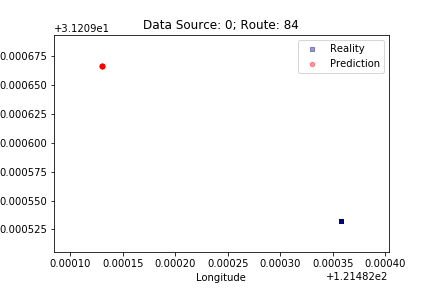 Data Source: 0; Route: 84
+3.1209e1
Reality
Prediction
0.000675
0.000650
0.000625
0.000600
0.000575
0.000550
0.000525
0.00010 0.00015 0.00020 0.00025 0.00030 0.00035 0.00040
Longitude
+1.21482e2